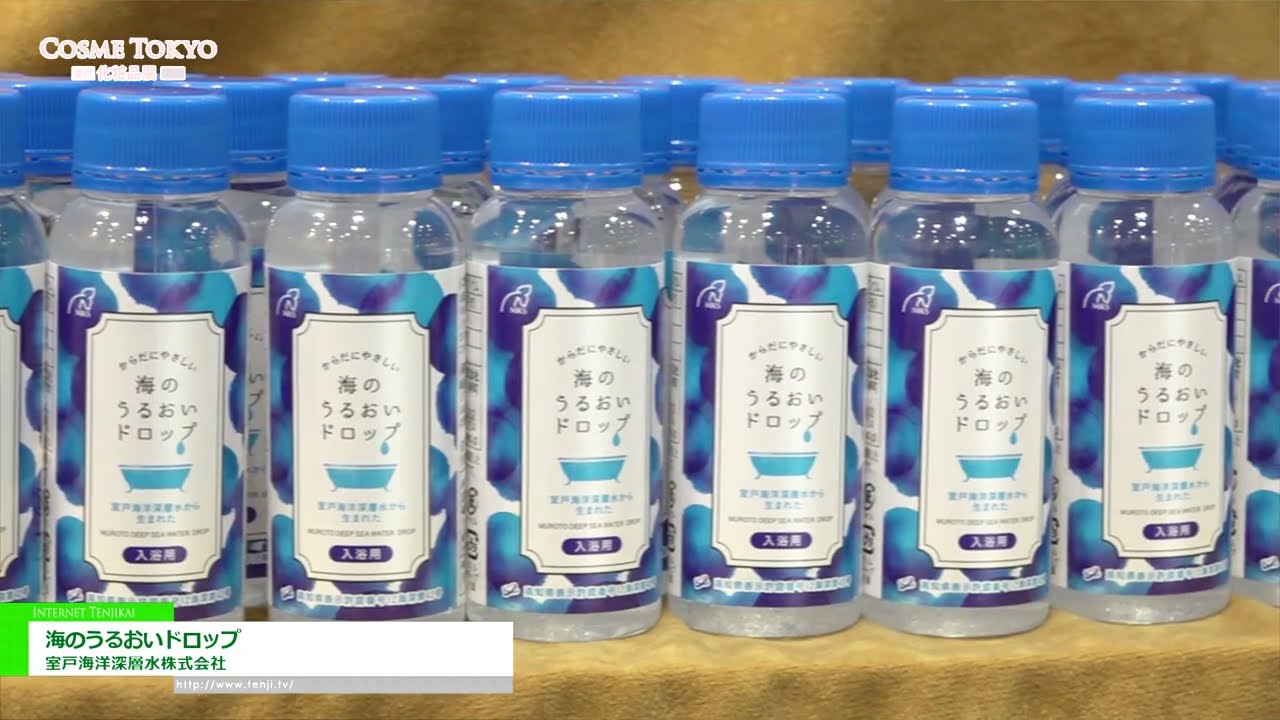 COSME TOKYO
化粧品展
NKS
からだにやさしい
海の
うるおい
ドロップ
室戸海洋深層水から
生まれた
MUROTO DEEP SEA WATER DROP
入浴用
INTERNET TENJIKAI
海のうるおいドロップ
室戸海洋深層水株式会社
http://www.tenji.tv/